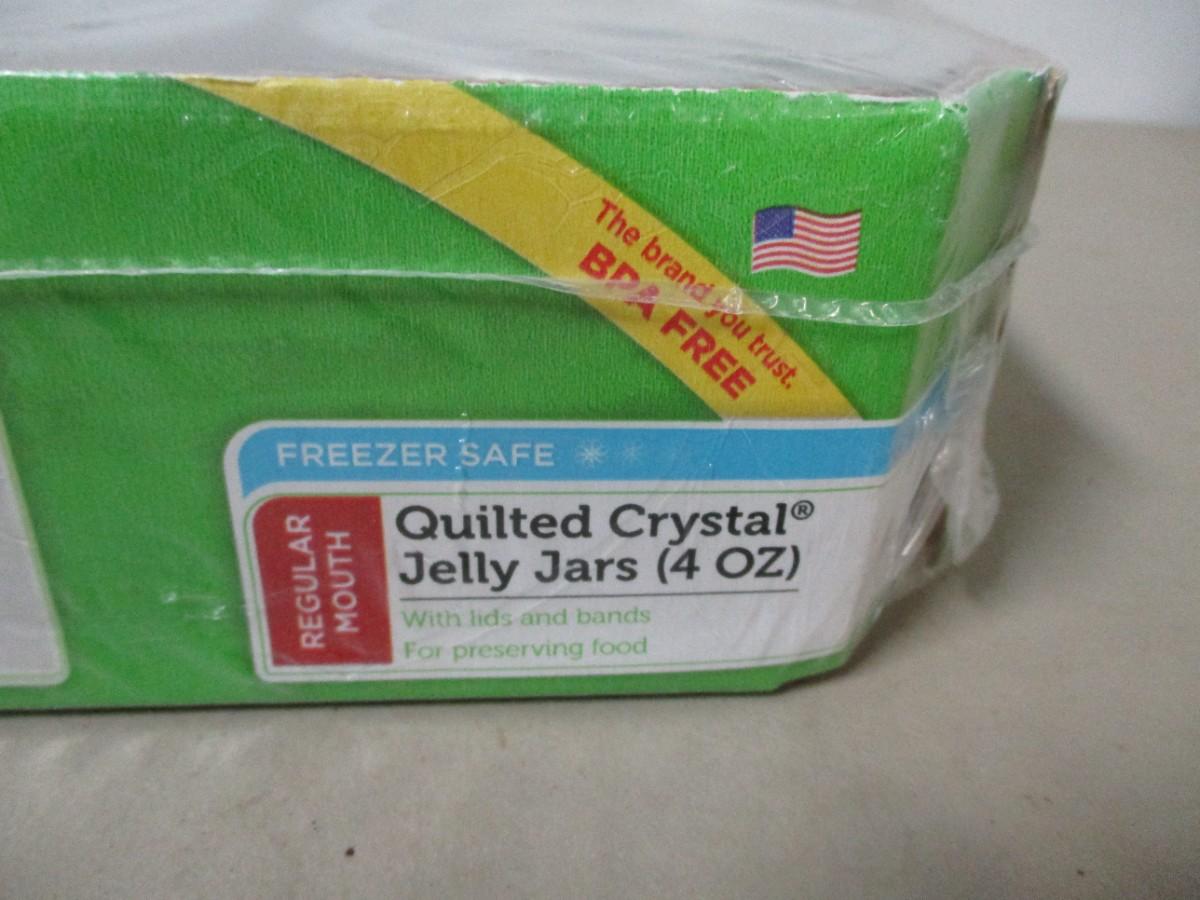 The brand you trust.
BPA FREE
FREEZER SAFE
REGULAR
MOUTH
Quilted Crystal®
Jelly Jars (4 OZ)
With lids and bands
For preserving food